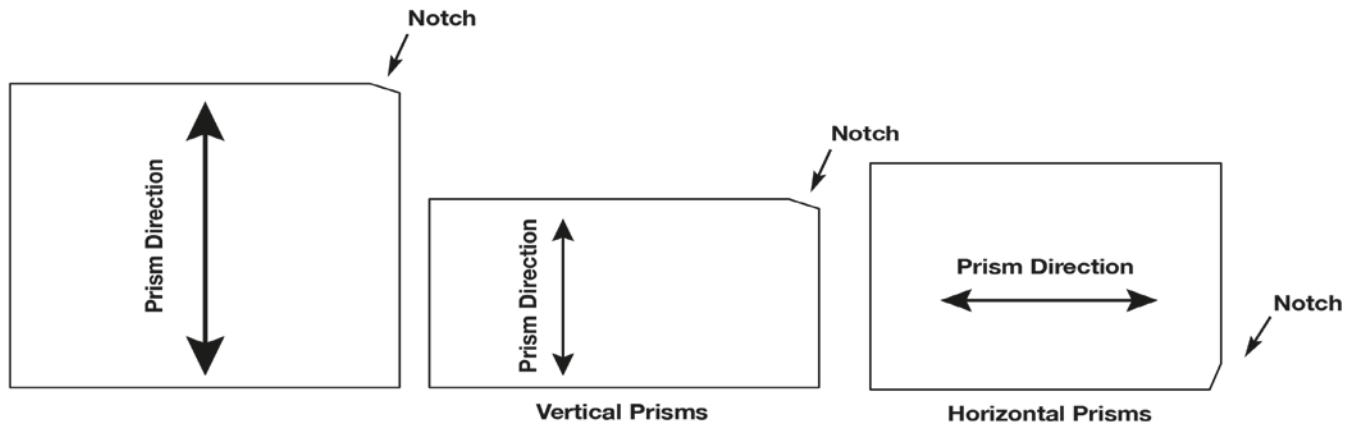 Notch
Prism Direction
Notch
Prism Direction
Vertical Prisms
Prism Direction
Notch
Horizontal Prisms